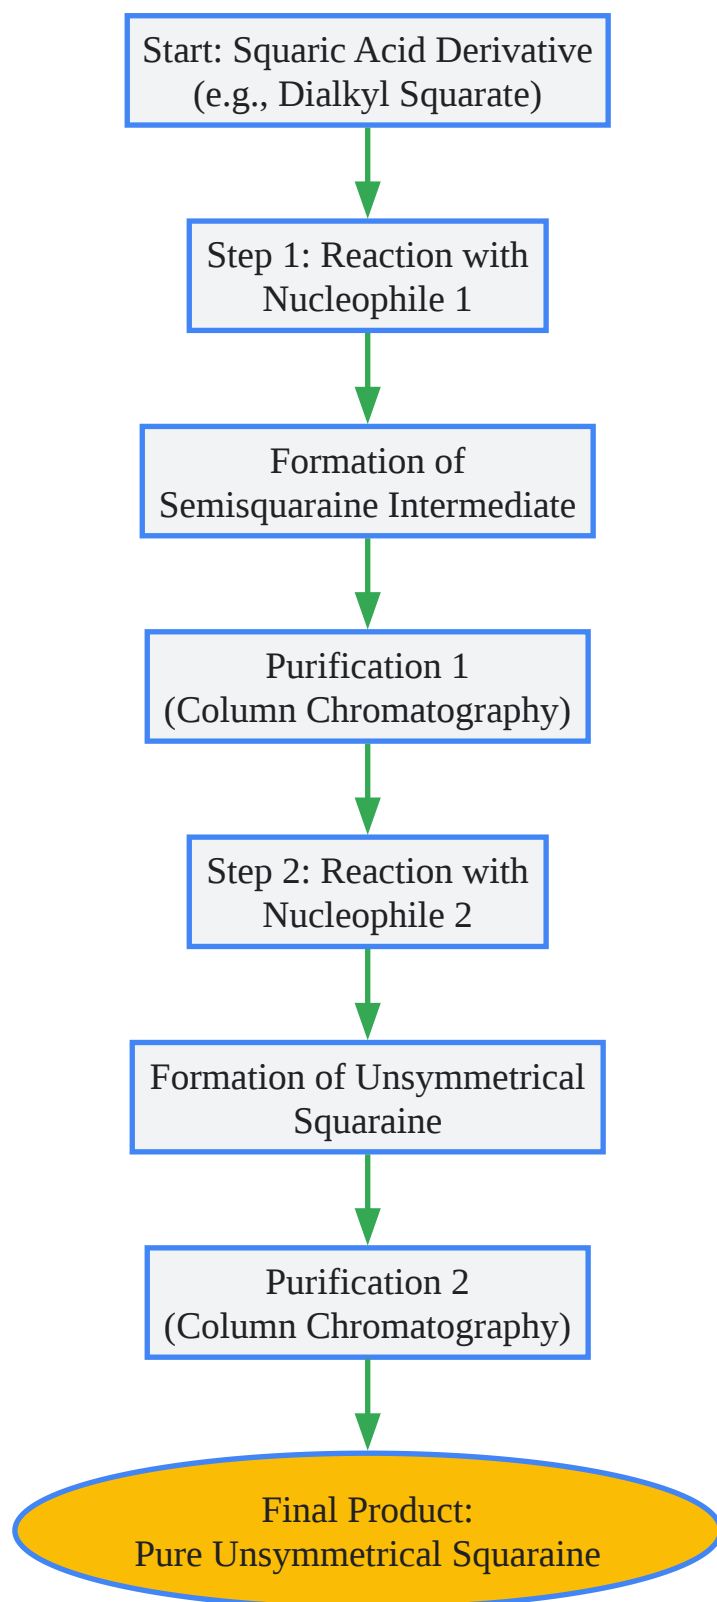 Start: Squaric Acid Derivative
(e.g., Dialkyl Squarate)
Step 1: Reaction with
Nucleophile 1
Formation of
Semisquaraine Intermediate
Purification 1
(Column Chromatography)
Step 2: Reaction with
Nucleophile 2
Formation of Unsymmetrical
Squaraine
Purification 2
(Column Chromatography)
Final Product:
Pure Unsymmetrical Squaraine